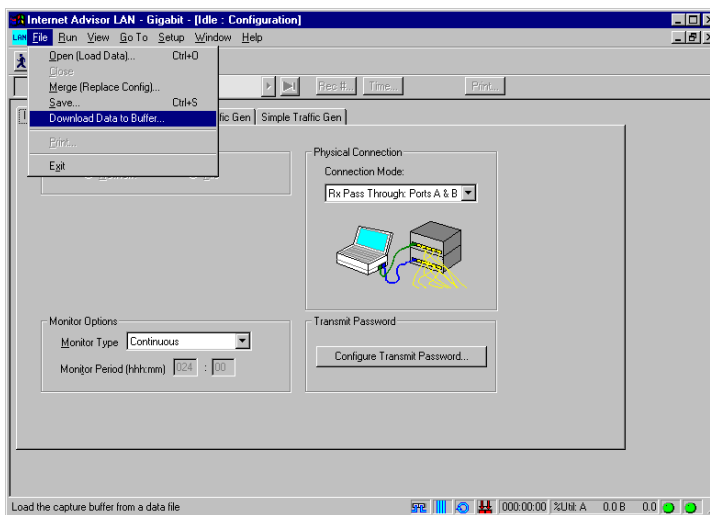 Internet Advisor LAN - Gigabit - [Idle : Configuration]
LAN File Run View Go To Setup Window Help
Open (Load Data)... Ctrl+O
Close
Merge (Replace Config)...
Save... Ctrl+S
Download Data to Buffer...
Print...
Exit
Rec #... Time... Print...
fic Gen Simple Traffic Gen
Physical Connection
Connection Mode:
Rx Pass Through: Ports A & B
Monitor Options
Monitor Type Continuous
Monitor Period (hhh:mm) 024 : 00
Transmit Password
Configure Transmit Password...
Load the capture buffer from a data file
000:00:00 %Util: A 0.0 B 0.0